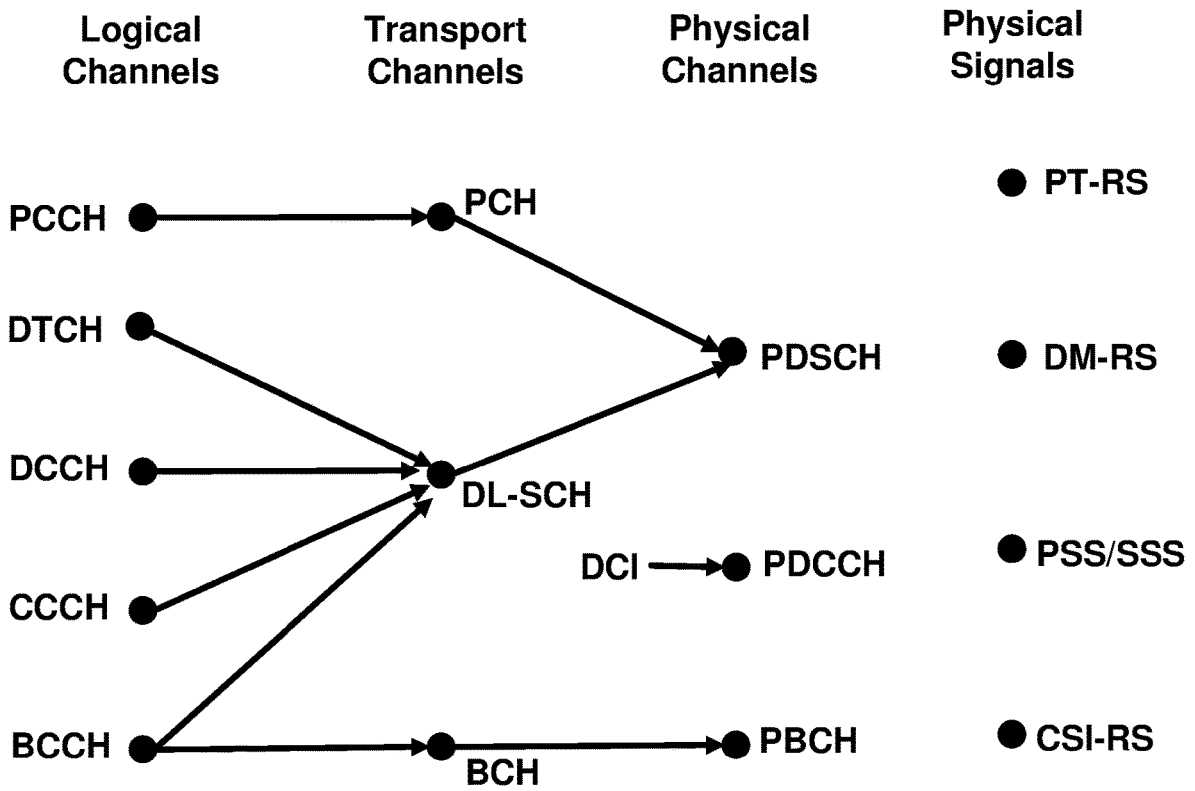 Logical
Channels
Transport
Channels
Physical
Channels
Physical
Signals
PCCH
PCH
PT-RS
DTCH
PDSCH
DM-RS
DCCH
DL-SCH
DCI
PDCCH
PSS/SSS
CCCH
BCCH
BCH
PBCH
CSI-RS